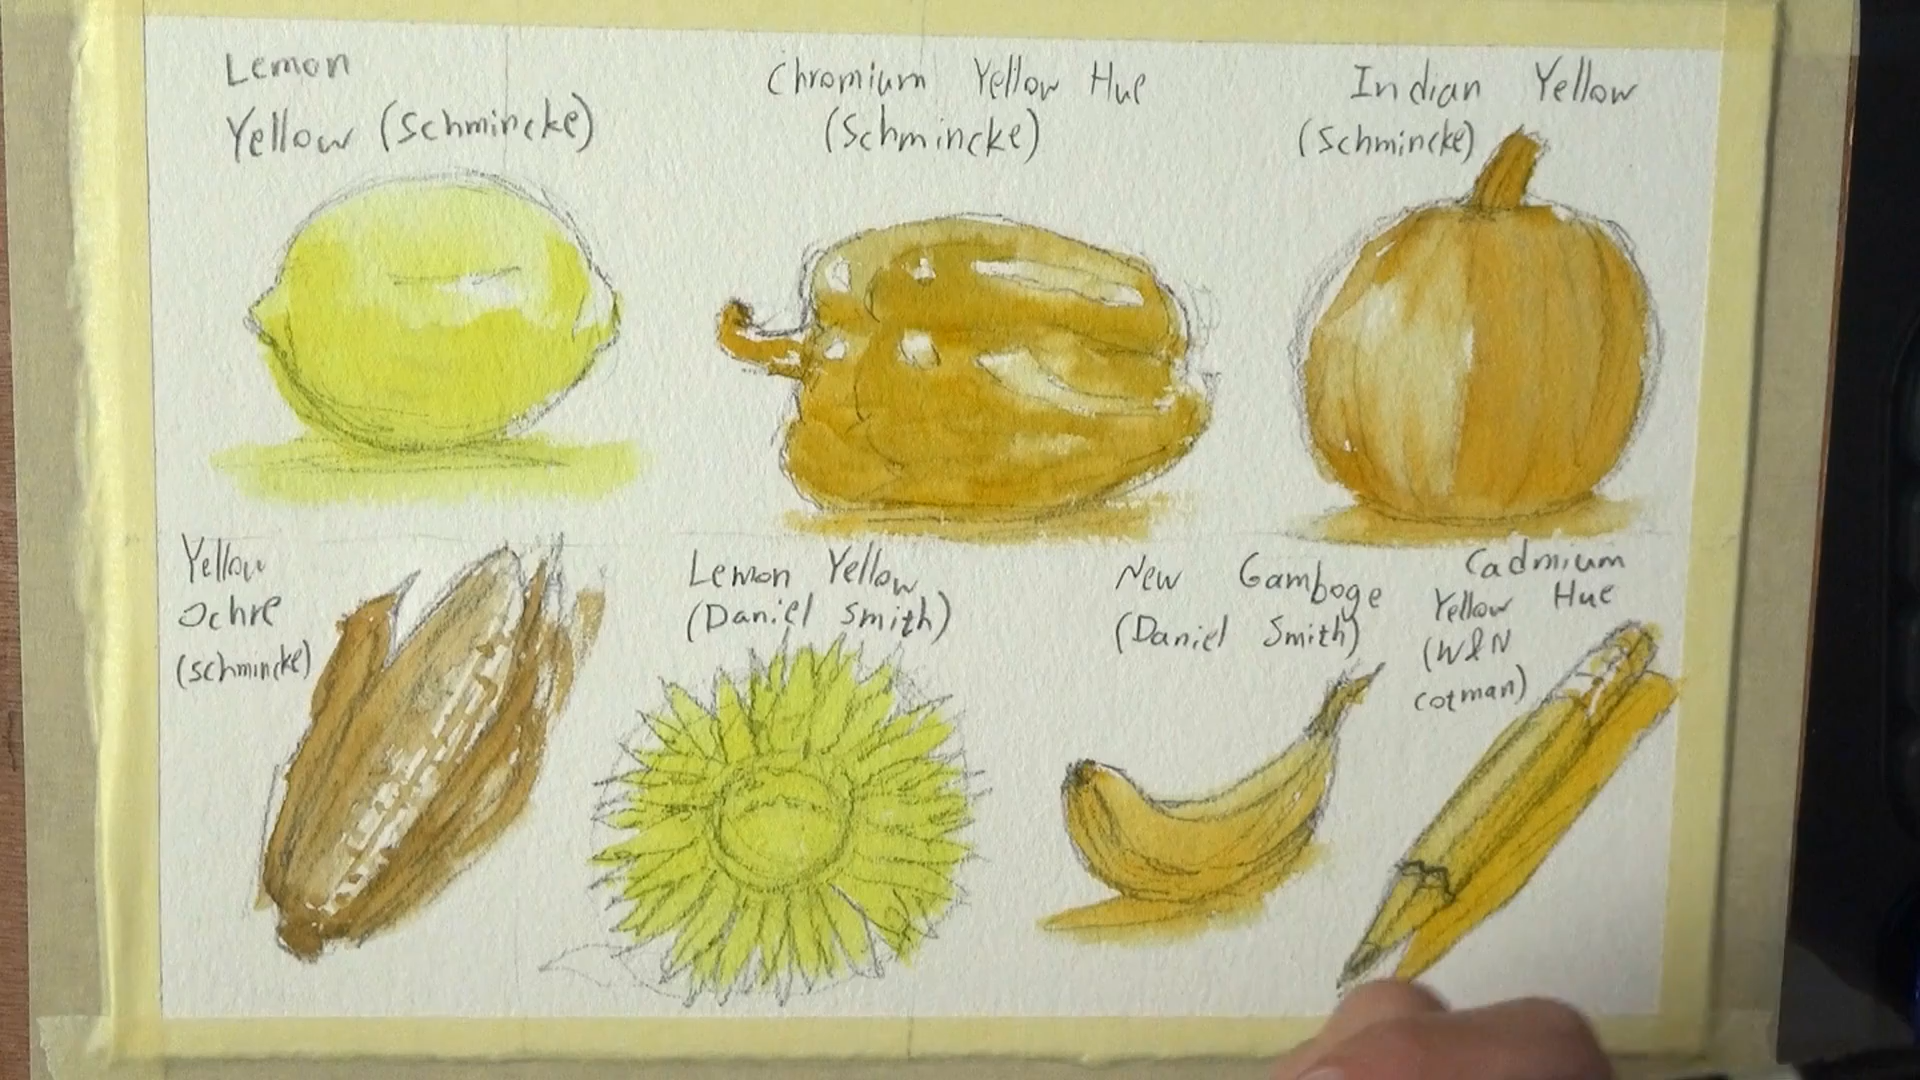 Lemon
Yellow (Schmincke)
Chromium Yellow Hue
(Schmincke)
Indian Yellow
(Schmincke)
Yellow
Ochre
(Schmincke)
Lemon Yellow
(Daniel Smith)
New Gamboge
(Daniel Smith)
Cadmium
Yellow Hue
(W&N
Cotman)